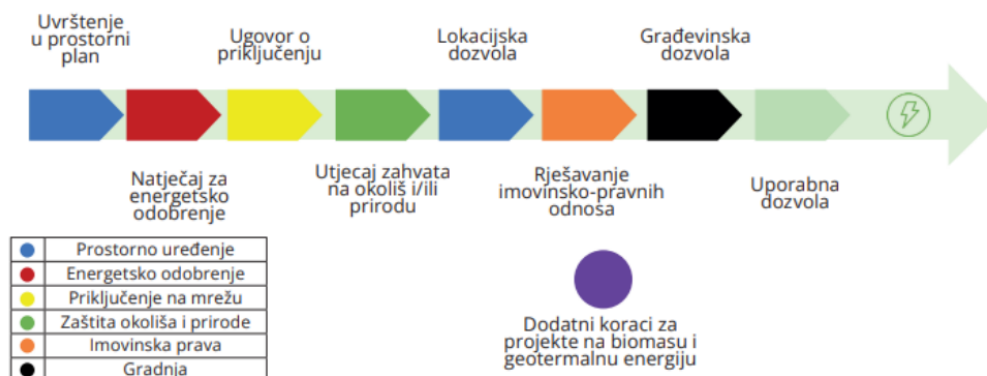 Uvrštenje
u prostorni
plan
Ugovor o
priključenju
Lokacijska
dozvola
Građevinska
dozvola
Natječaj za
energetsko
odobrenje
Utjecaj zahvata
na okoliš i/ili
prirodu
Rješavanje
imovinsko-pravnih
odnosa
Uporabna
dozvola
Prostorno uređenje
Energetsko odobrenje
Priključenje na mrežu
Zaštita okoliša i prirode
Imovinska prava
Gradnja
Dodatni koraci za
projekte na biomasu i
geotermalnu energiju